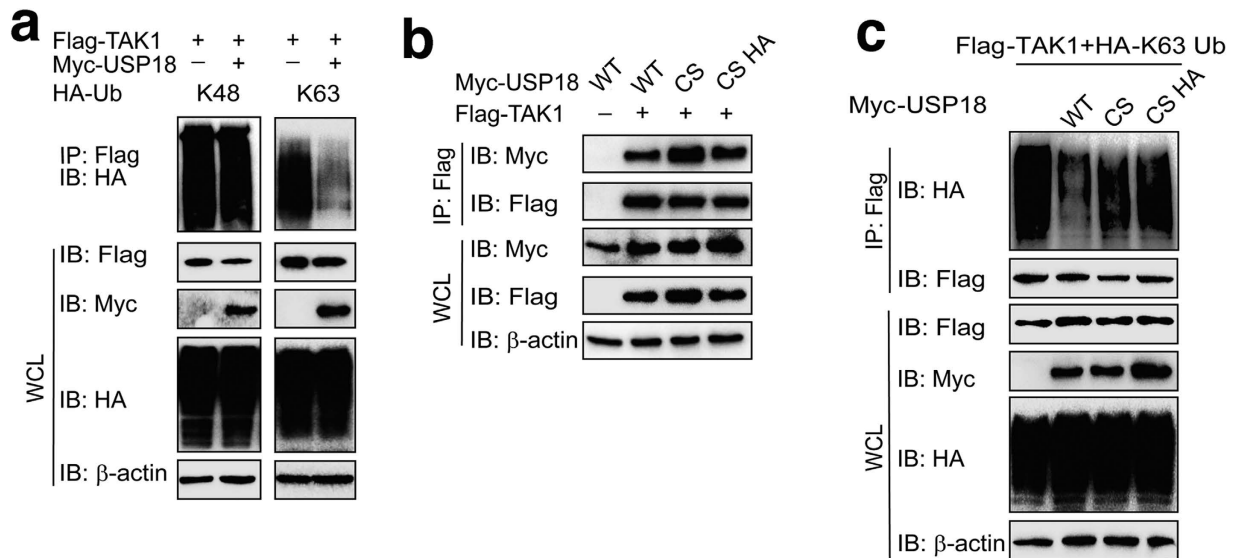 a
Flag-TAK1 + + + +
Myc-USP18 − + − +
HA-Ub K48 K63
IP: Flag
IB: HA
WCL
IB: Flag
IB: Myc
IB: HA
IB: β-actin
b
Myc-USP18 WT WT CS CS HA
Flag-TAK1 − + + +
IP: Flag
IB: Myc
IB: Flag
WCL
IB: Myc
IB: Flag
IB: β-actin
c
Flag-TAK1+HA-K63 Ub
Myc-USP18 WT CS CS HA
IP: Flag
IB: HA
IB: Flag
WCL
IB: Flag
IB: Myc
IB: HA
IB: β-actin